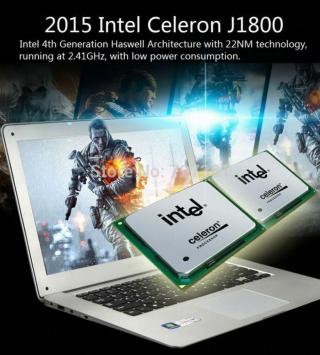 2015 Intel Celeron J1800
Intel 4th Generation Haswell Architecture with 22NM technology,
running at 2.41GHz, with low power consumption.
intel
celeron
PROCESSOR
intel
celeron